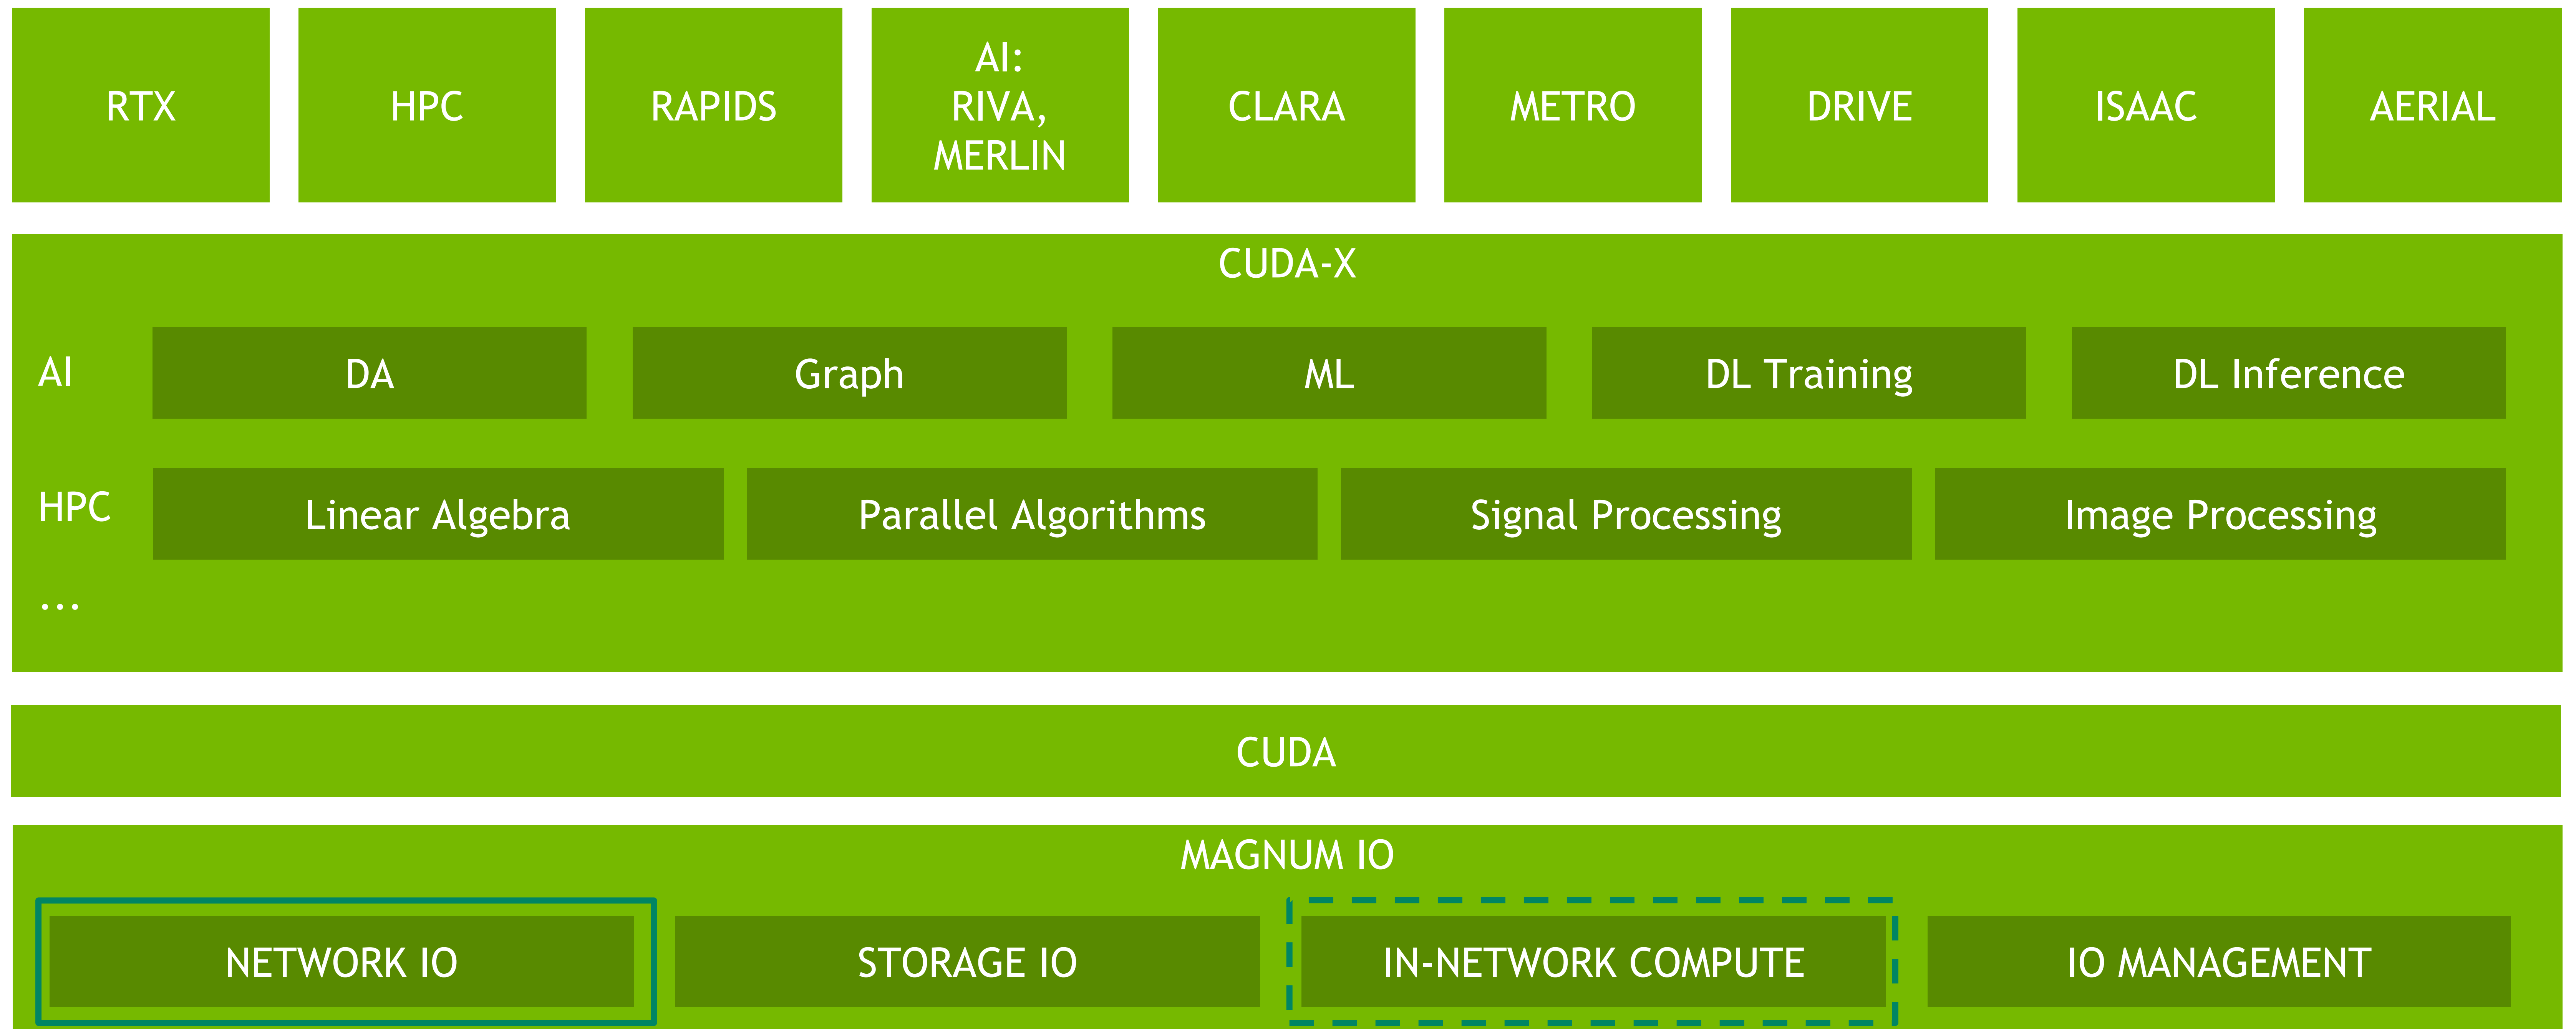 RTX
HPC
RAPIDS
AI:
RIVA,
MERLIN
CLARA
METRO
DRIVE
ISAAC
AERIAL
CUDA-X
AI
DA
Graph
ML
DL Training
DL Inference
HPC
Linear Algebra
Parallel Algorithms
Signal Processing
Image Processing
...
CUDA
MAGNUM IO
NETWORK IO
STORAGE IO
IN-NETWORK COMPUTE
IO MANAGEMENT